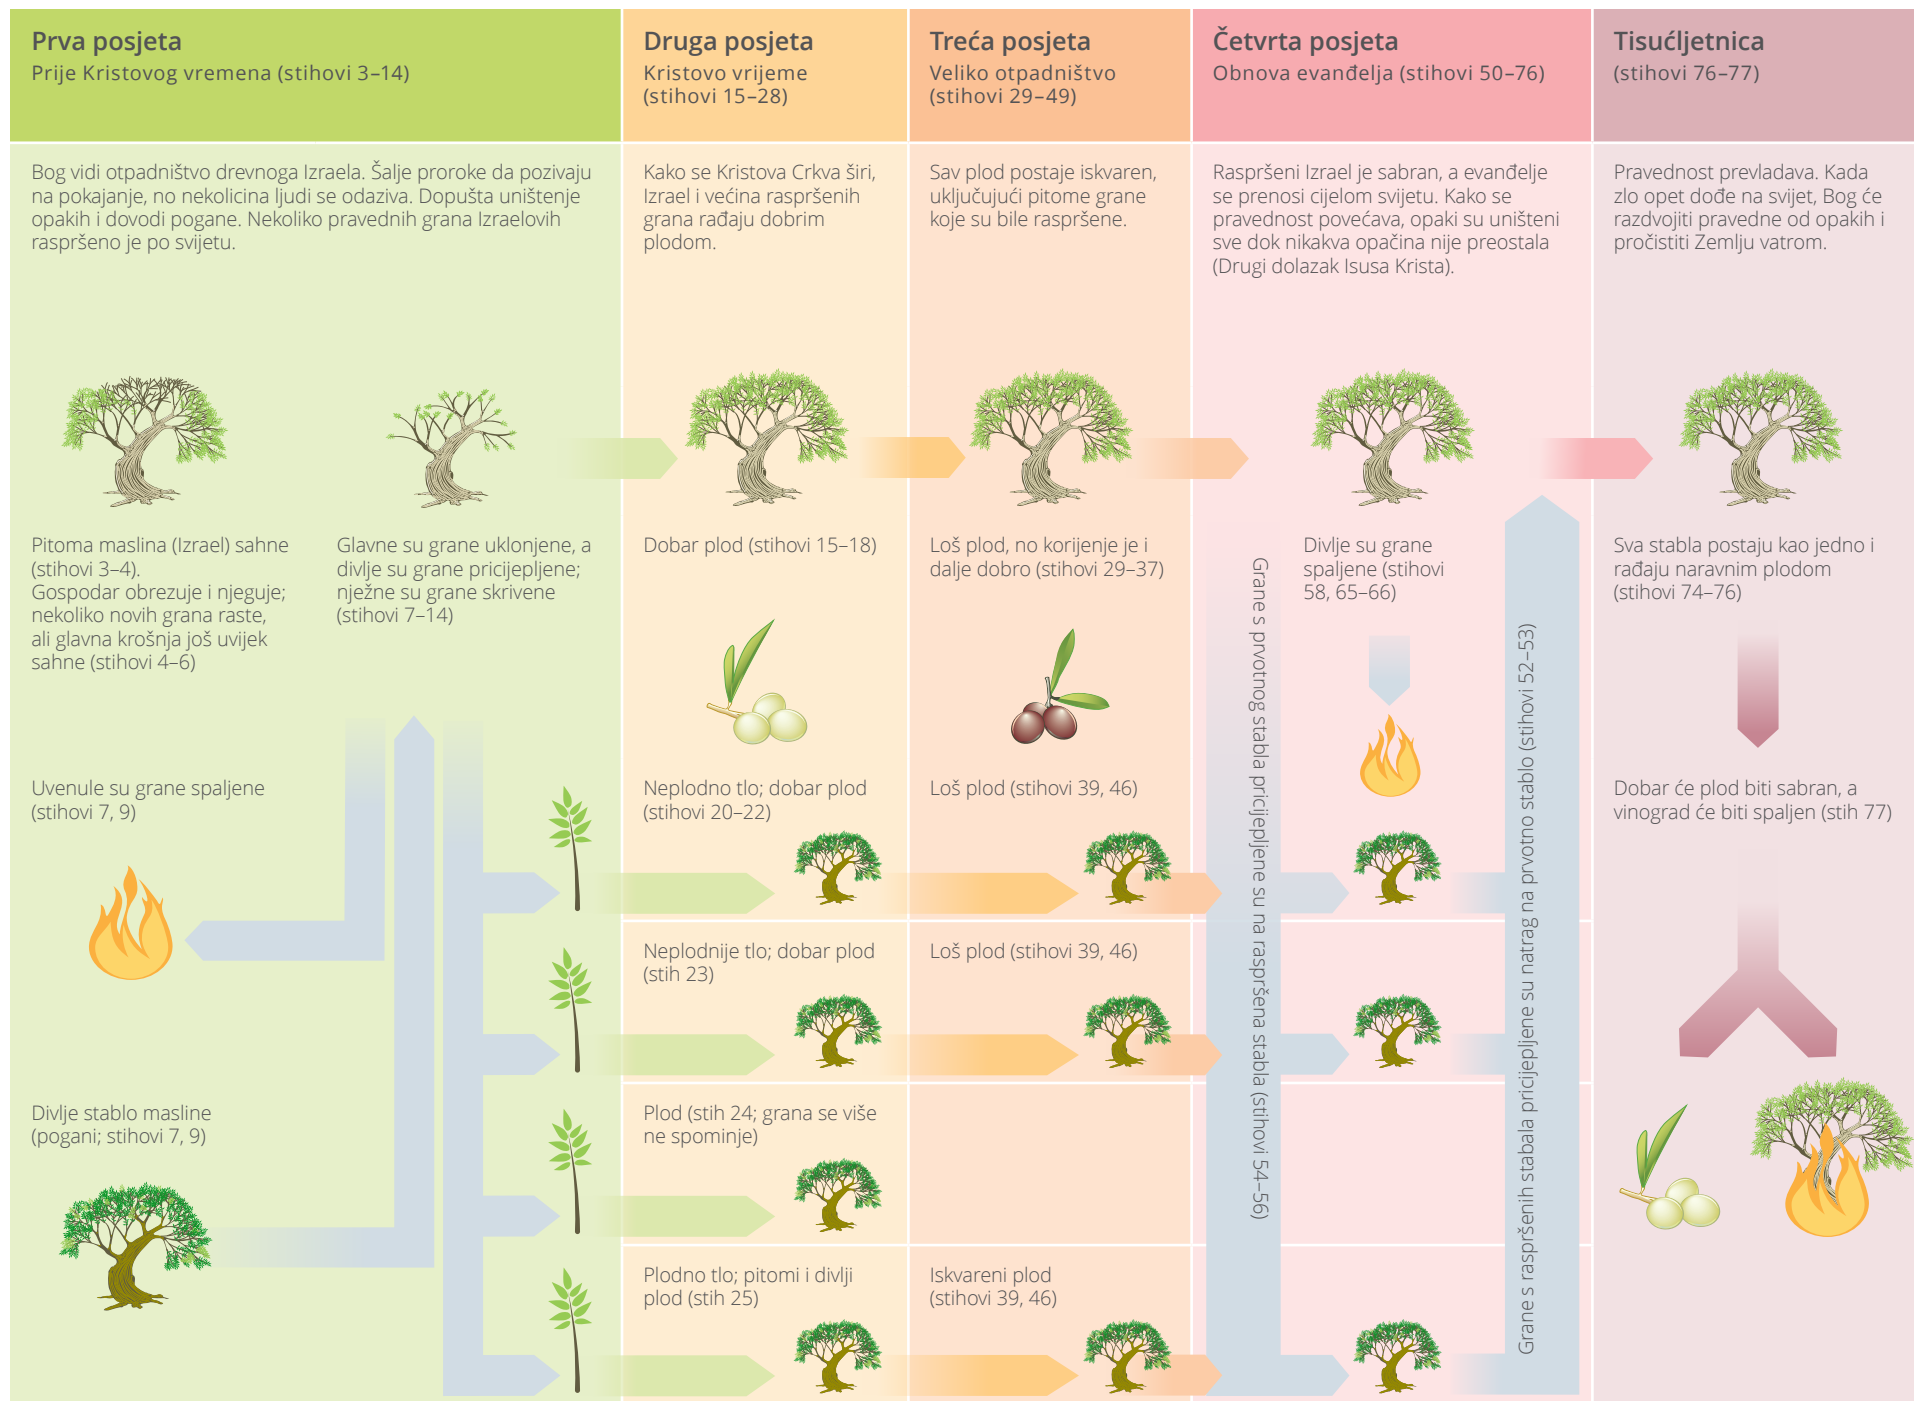 Prva posjeta
Prije Kristovog vremena (stihovi 3–14)
Druga posjeta
Kristovo vrijeme
(stihovi 15–28)
Treća posjeta
Veliko otpadništvo
(stihovi 29–49)
Četvrta posjeta
Obnova evanđelja (stihovi 50–76)
Tisućljetnica
(stihovi 76–77)
Bog vidi otpadništvo drevnoga Izraela. Šalje proroke da pozivaju
na pokajanje, no nekolicina ljudi se odaziva. Dopušta uništenje
opakih i dovodi pogane. Nekoliko pravednih grana Izraelovih
raspršeno je po svijetu.
Kako se Kristova Crkva širi,
Izrael i većina raspršenih
grana rađaju dobrim
plodom.
Sav plod postaje iskvaren,
uključujući pitome grane
koje su bile raspršene.
Raspršeni Izrael je sabran, a evanđelje
se prenosi cijelom svijetu. Kako se
pravednost povećava, opaki su uništeni
sve dok nikakva opačina nije preostala
(Drugi dolazak Isusa Krista).
Pravednost prevladava. Kada
zlo opet dođe na svijet, Bog će
razdvojiti pravedne od opakih i
pročistiti Zemlju vatrom.
Pitoma maslina (Izrael) sahne
(stihovi 3–4).
Gospodar obrezuje i njeguje;
nekoliko novih grana raste,
ali glavna krošnja još uvijek
sahne (stihovi 4–6)
Glavne su grane uklonjene, a
divlje su grane pricijepljene;
nježne su grane skrivene
(stihovi 7–14)
Dobar plod (stihovi 15–18)
Loš plod, no korijenje je i
dalje dobro (stihovi 29–37)
Grane s prvotnog stabla pricijepljene su na raspršena stabla (stihovi 54–56)
Divlje su grane
spaljene (stihovi
58, 65–66)
Grane s raspršenih stabala pricijepljene su natrag na prvotno stablo (stihovi 52–53)
Sva stabla postaju kao jedno i
rađaju naravnim plodom
(stihovi 74–76)
Uvenule su grane spaljene
(stihovi 7, 9)
Neplodno tlo; dobar plod
(stihovi 20–22)
Loš plod (stihovi 39, 46)
Dobar će plod biti sabran, a
vinograd će biti spaljen (stih 77)
Neplodnije tlo; dobar plod
(stih 23)
Loš plod (stihovi 39, 46)
Divlje stablo masline
(pogani; stihovi 7, 9)
Plod (stih 24; grana se više
ne spominje)
Plodno tlo; pitomi i divlji
plod (stih 25)
Iskvareni plod
(stihovi 39, 46)